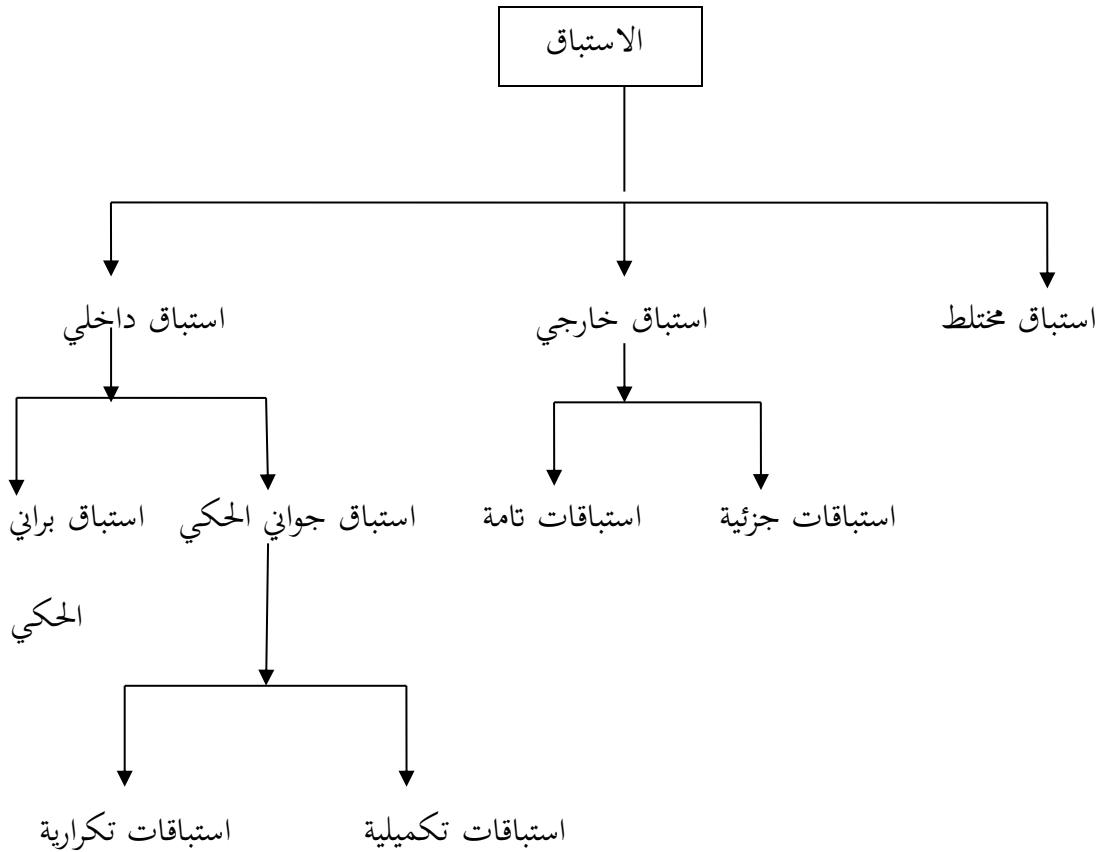 الاستباق
استباق مختلط استباق خارجي استباق داخلي
استباقات جزئية استباقات تامة استباق جواني الحكي استباق براني
الحكي
استباقات تكميلية استباقات تكرارية